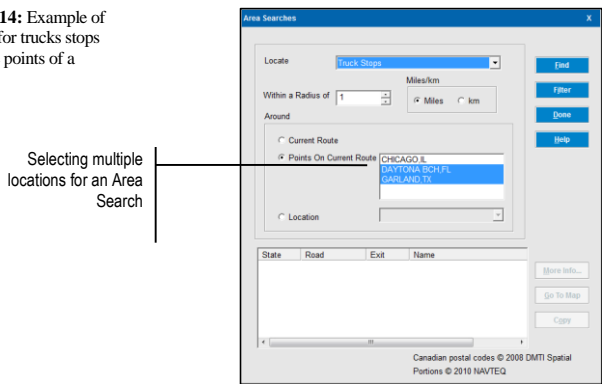 14: Example of
for trucks stops
points of a
Selecting multiple
locations for an Area
Search
Area Searches X
Locate Truck Stops
Find
Miles/km
Within a Radius of 1 Miles km
Filter
Around
Done
Current Route
Help
Points On Current Route CHICAGO,IL
DAYTONA BCH,FL
GARLAND,TX
Location
State Road Exit Name
More Info...
Go To Map
Copy
Canadian postal codes © 2008 DMTI Spatial
Portions © 2010 NAVTEQ